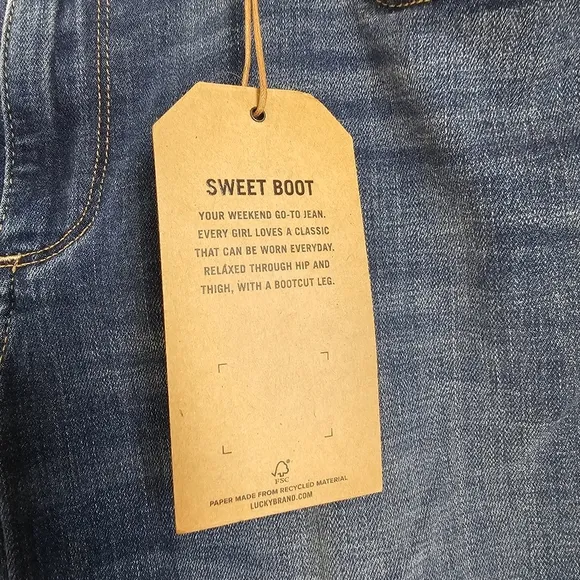 SWEET BOOT
YOUR WEEKEND GO-TO JEAN.
EVERY GIRL LOVES A CLASSIC
THAT CAN BE WORN EVERYDAY.
RELAXED THROUGH HIP AND
THIGH, WITH A BOOTCUT LEG.
FSC
PAPER MADE FROM RECYCLED MATERIAL
LUCKYBRAND.COM